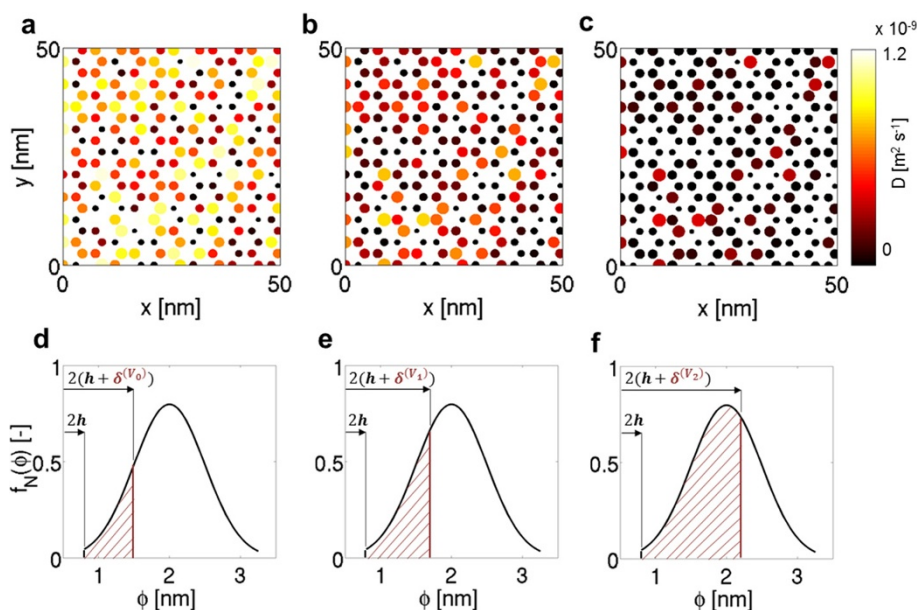 a
b
c
x 10⁻⁹
50
50
50
1.2
y [nm]
D [m² s⁻¹]
0
0
0
0
0
50
0
50
0
50
x [nm]
x [nm]
x [nm]
d
e
f
1
1
1
2(h + δ^(V₀))
2(h + δ^(V₁))
2(h + δ^(V₂))
2h
2h
2h
f_N(ϕ) [-]
0.5
0.5
0.5
0
0
0
1
2
3
1
2
3
1
2
3
ϕ [nm]
ϕ [nm]
ϕ [nm]